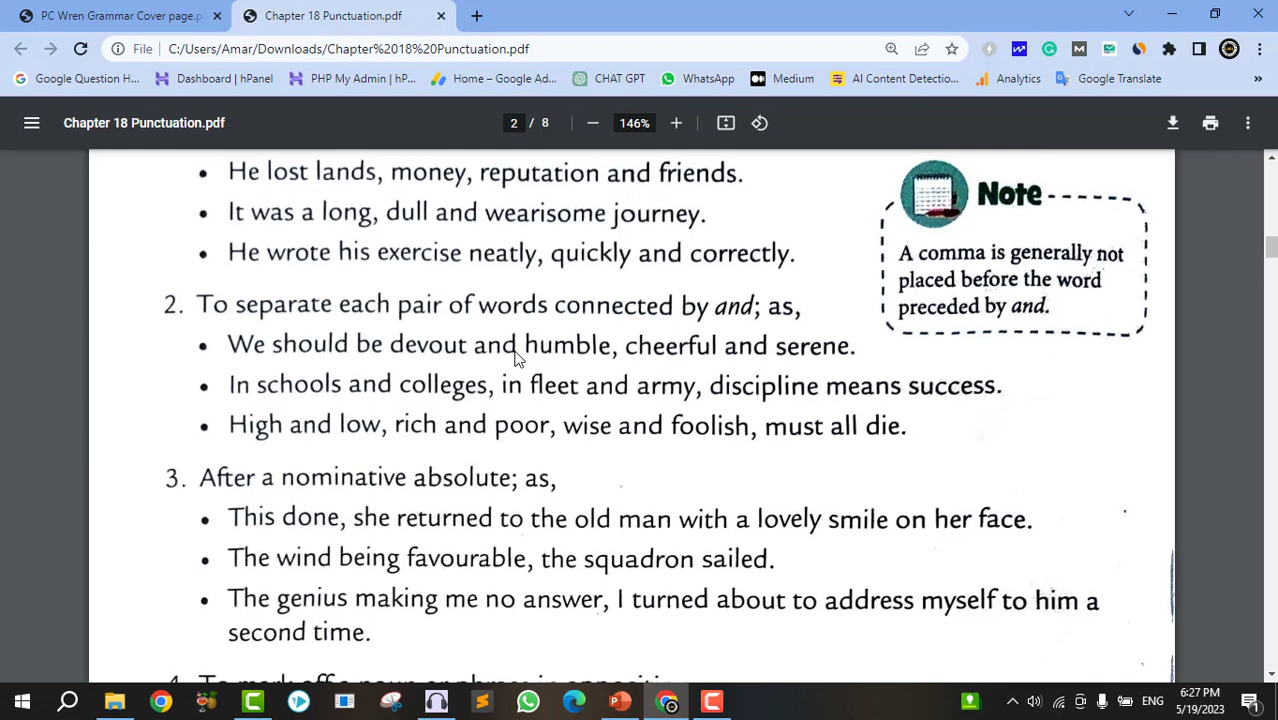 PC Wren Grammar Cover page.p
Chapter 18 Punctuation.pdf
File
C:/Users/Amar/Downloads/Chapter%2018%20Punctuation.pdf
Google Question H...
Dashboard | hPanel
PHP My Admin | hP...
Home – Google Ad...
CHAT GPT
WhatsApp
Medium
AI Content Detectio...
Analytics
Google Translate
»
Chapter 18 Punctuation.pdf
2 / 8
146%
• He lost lands, money, reputation and friends.
• It was a long, dull and wearisome journey.
• He wrote his exercise neatly, quickly and correctly.
Note
A comma is generally not
placed before the word
preceded by and.
2. To separate each pair of words connected by and; as,
• We should be devout and humble, cheerful and serene.
• In schools and colleges, in fleet and army, discipline means success.
• High and low, rich and poor, wise and foolish, must all die.
3. After a nominative absolute; as,
• This done, she returned to the old man with a lovely smile on her face.
• The wind being favourable, the squadron sailed.
• The genius making me no answer, I turned about to address myself to him a
second time.
ENG
6:27 PM
5/19/2023